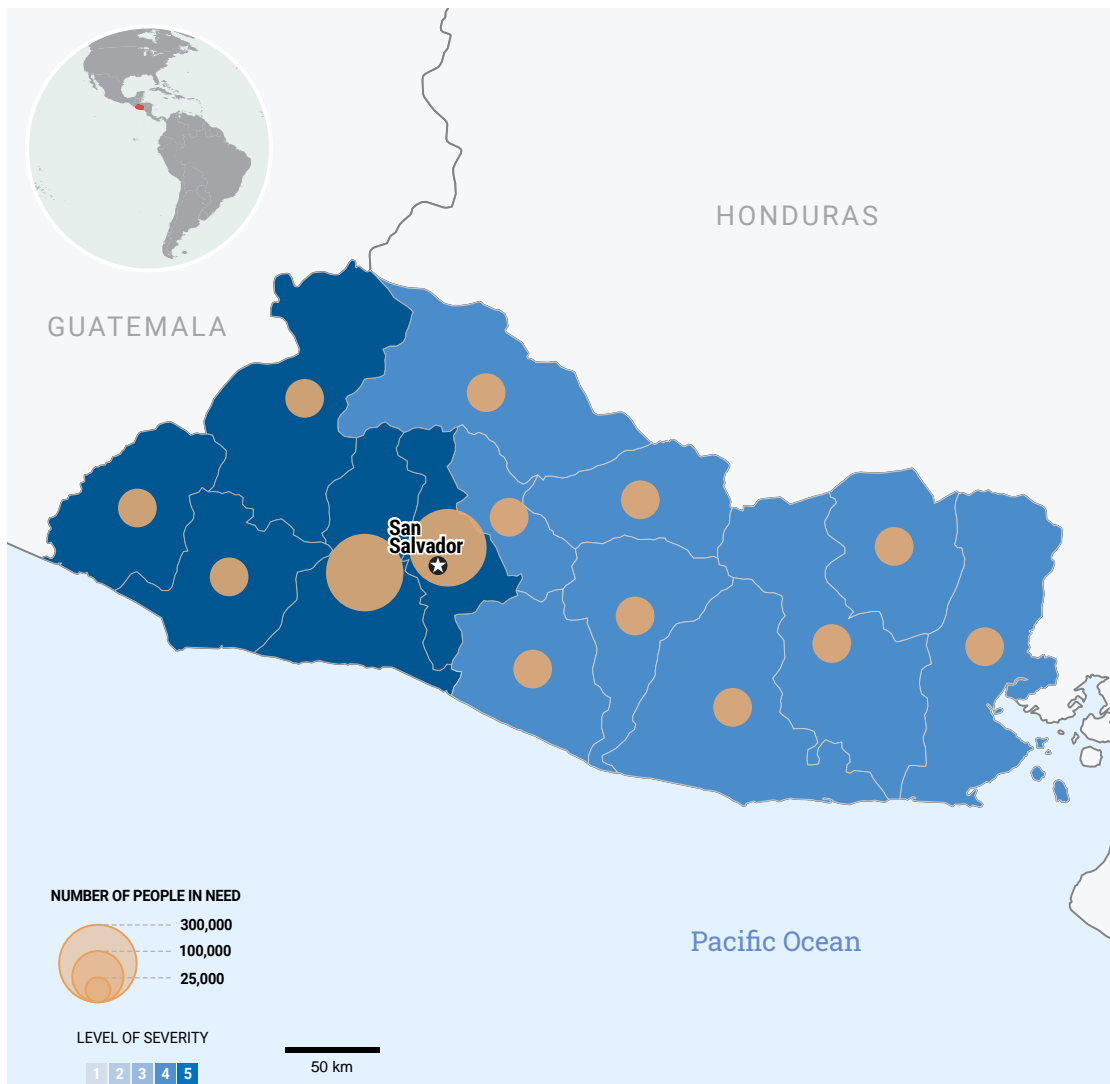 HONDURAS
GUATEMALA
San
Salvador
NUMBER OF PEOPLE IN NEED
300,000
100,000
25,000
Pacific Ocean
LEVEL OF SEVERITY
1 2 3 4 5
50 km